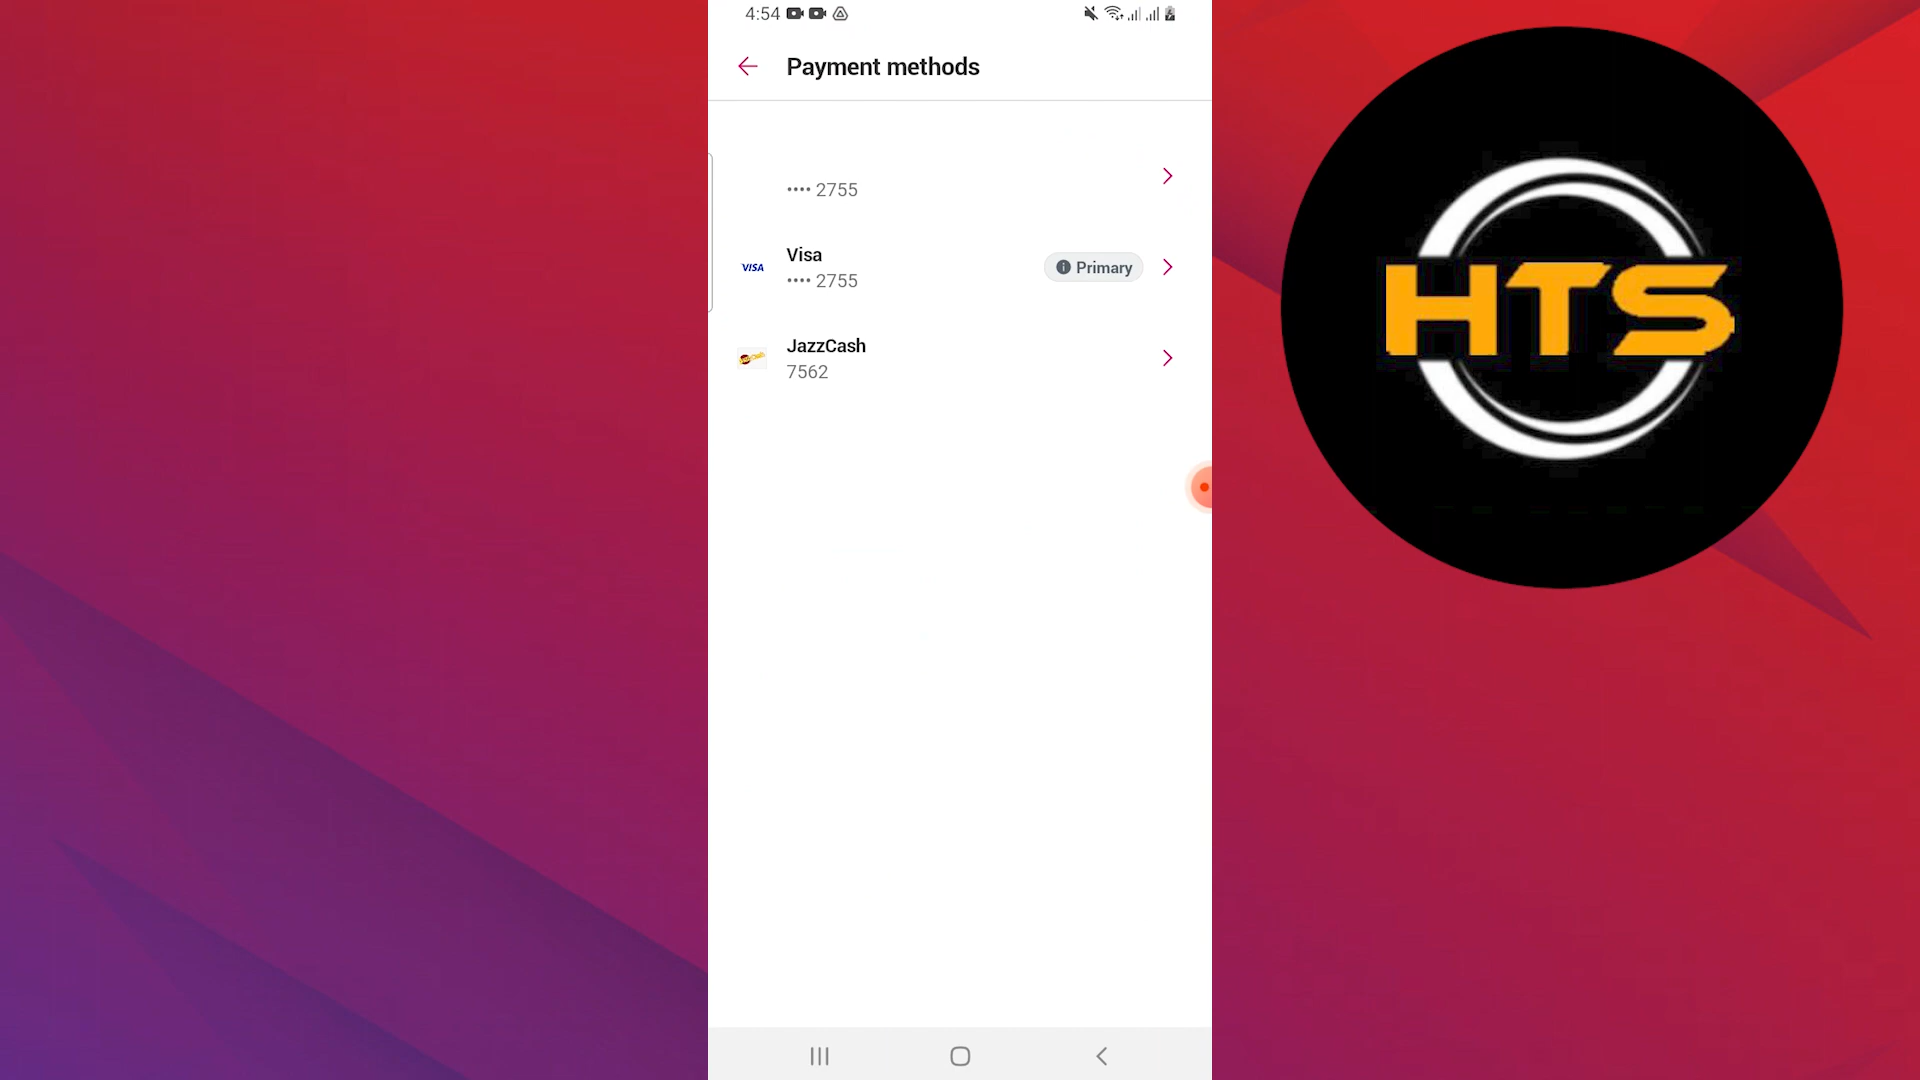 4:54
Payment methods
•••• 2755
VISA
Visa
•••• 2755
Primary
JazzCash
7562
HTS